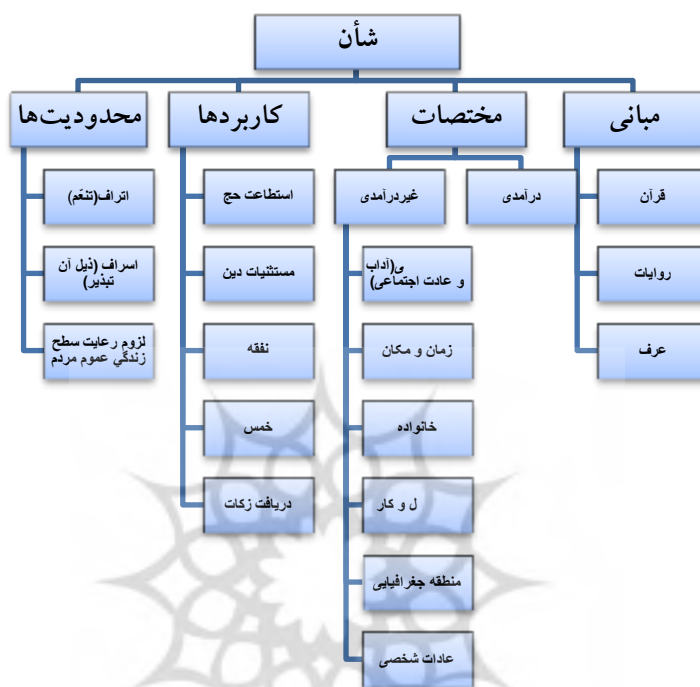 شأن
مبانی
مختصات
کاربردها
محدودیت‌ها
قرآن
روایات
عرف
درآمدی
غیردرآمدی
ی(آداب
و عادت اجتماعی)
زمان و مکان
خانواده
ل و کار
منطقه جغرافیایی
عادات شخصی
استطاعت حج
مستثنیات دین
نفقه
خمس
دریافت زکات
اتراف(تنعّم)
اسراف (ذیل آن
تبذیر)
لزوم رعایت سطح
زندگي عموم مردم